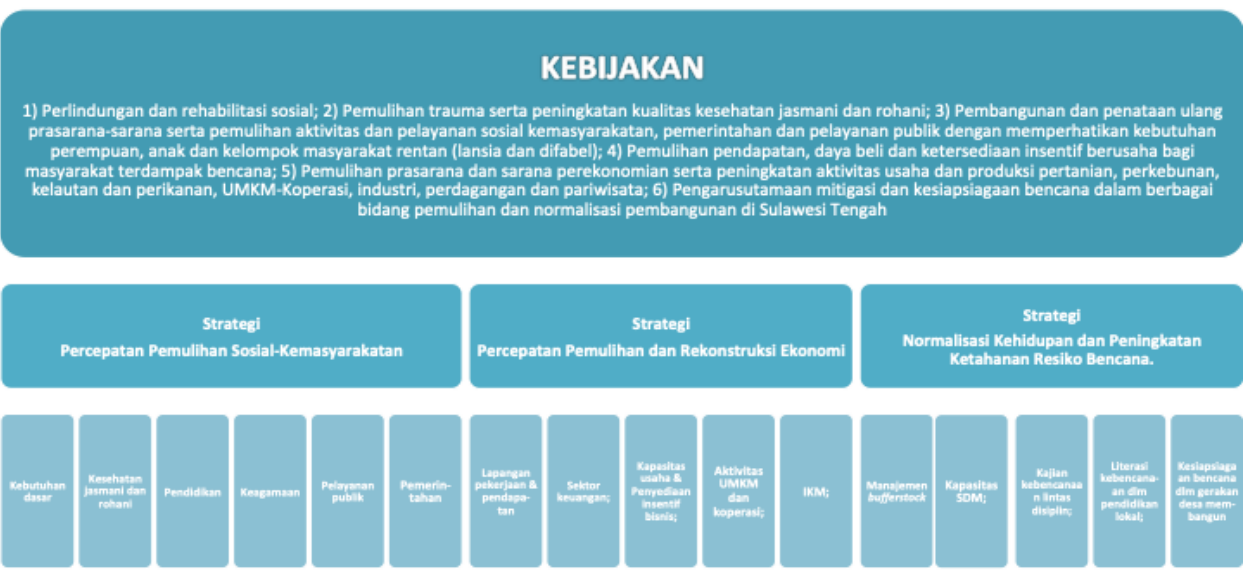 KEBIJAKAN
1) Perlindungan dan rehabilitasi sosial; 2) Pemulihan trauma serta peningkatan kualitas kesehatan jasmani dan rohani; 3) Pembangunan dan penataan ulang
prasarana-sarana serta pemulihan aktivitas dan pelayanan sosial kemasyarakatan, pemerintahan dan pelayanan publik dengan memperhatikan kebutuhan
perempuan, anak dan kelompok masyarakat rentan (lansia dan difabel); 4) Pemulihan pendapatan, daya beli dan ketersediaan insentif berusaha bagi
masyarakat terdampak bencana; 5) Pemulihan prasarana dan sarana perekonomian serta peningkatan aktivitas usaha dan produksi pertanian, perkebunan,
kelautan dan perikanan, UMKM-Koperasi, industri, perdagangan dan pariwisata; 6) Pengarusutamaan mitigasi dan kesiapsiagaan bencana dalam berbagai
bidang pemulihan dan normalisasi pembangunan di Sulawesi Tengah
Strategi
Percepatan Pemulihan Sosial-Kemasyarakatan
Strategi
Percepatan Pemulihan dan Rekonstruksi Ekonomi
Strategi
Normalisasi Kehidupan dan Peningkatan
Ketahanan Resiko Bencana.
Kebutuhan
dasar
Kesehatan
jasmani dan
rohani
Pendidikan
Keagamaan
Pelayanan
publik
Pemerin-
tahan
Lapangan
pekerjaan &
pendapa-
tan
Sektor
keuangan;
Kapasitas
usaha &
Penyediaan
insentif
bisnis;
Aktivitas
UMKM
dan
koperasi;
IKM;
Manajemen
bufferstock
Kapasitas
SDM;
Kajian
kebencanaa
n lintas
disiplin;
Literasi
kebencana-
an dlm
pendidikan
lokal;
Kesiapsiaga
an bencana
dlm gerakan
desa mem-
bangun